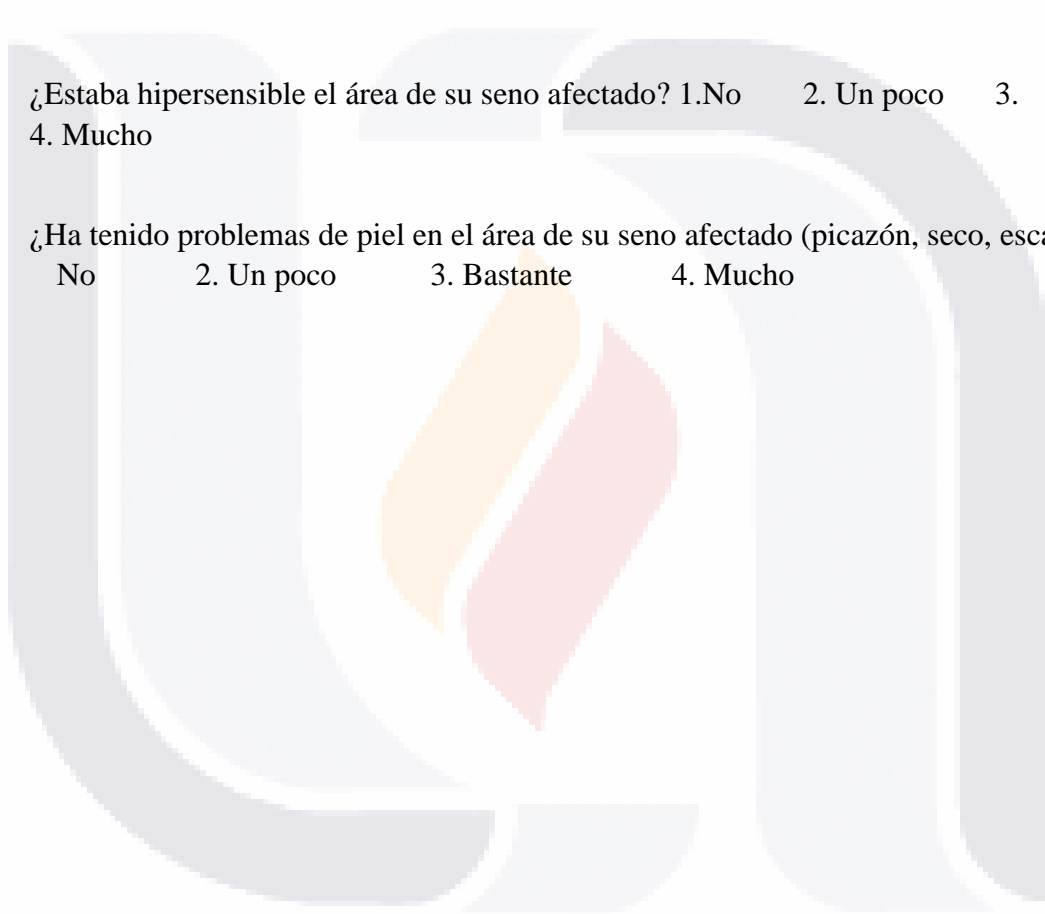 ¿Estaba hipersensible el área de su seno afectado? 1.No 2. Un poco 3.
4. Mucho
¿Ha tenido problemas de piel en el área de su seno afectado (picazón, seco,
No 2. Un poco 3. Bastante 4. Mucho